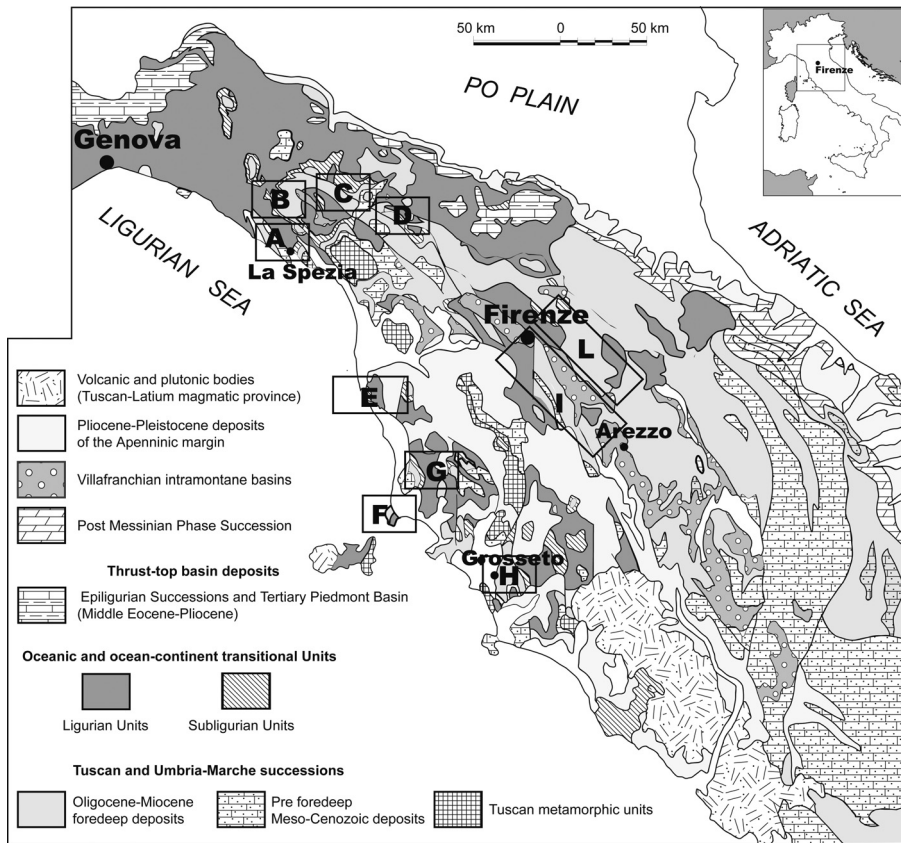 50 km 0 50 km
Firenze
PO PLAIN
Genova
LIGURIAN SEA
ADRIATIC SEA
B
C
D
A
La Spezia
Firenze
L
E
I
Arezzo
G
F
Grosseto
H
Volcanic and plutonic bodies
(Tuscan-Latium magmatic province)
Pliocene-Pleistocene deposits
of the Apenninic margin
Villafranchian intramontane basins
Post Messinian Phase Succession
Thrust-top basin deposits
Epiligurian Successions and Tertiary Piedmont Basin
(Middle Eocene-Pliocene)
Oceanic and ocean-continent transitional Units
Ligurian Units
Subligurian Units
Tuscan and Umbria-Marche successions
Oligocene-Miocene
foredeep deposits
Pre foredeep
Meso-Cenozoic deposits
Tuscan metamorphic units